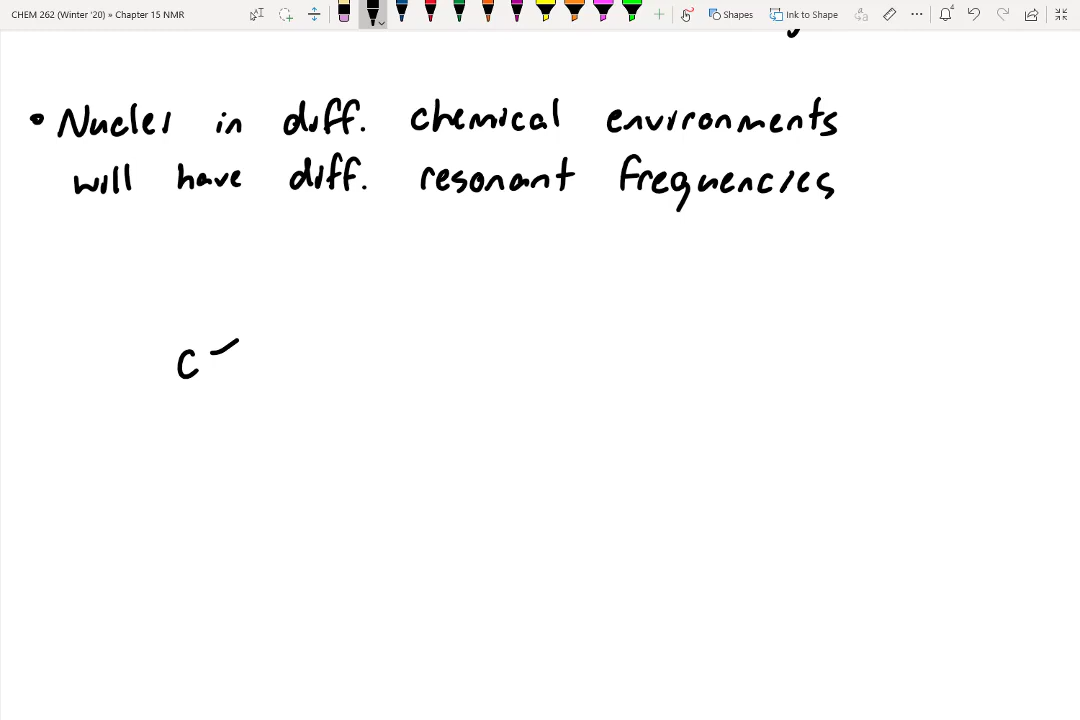 CHEM 262 (Winter '20) » Chapter 15 NMR
Shapes
Ink to Shape
• Nuclei in diff. chemical environments
will have diff. resonant frequencies
C